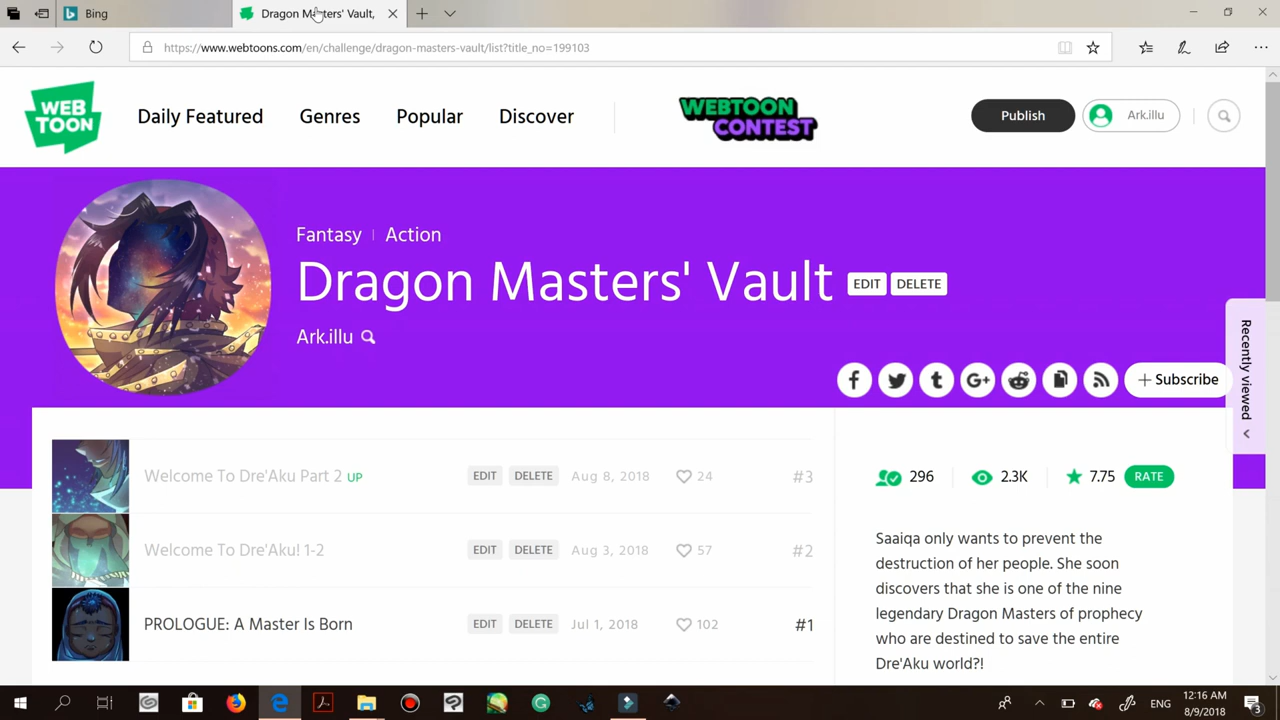 Bing
Dragon Masters' Vault,
https://www.webtoons.com/en/challenge/dragon-masters-vault/list?title_no=199103
WEB
TOON
Daily Featured
Genres
Popular
Discover
WEBTOON
CONTEST
Publish
Ark.illu
Fantasy
Action
Dragon Masters' Vault
EDIT
DELETE
Ark.illu
+ Subscribe
Recently viewed
Welcome To Dre'Aku Part 2 UP
EDIT DELETE Aug 8, 2018 24 #3
Welcome To Dre'Aku! 1-2
EDIT DELETE Aug 3, 2018 57 #2
PROLOGUE: A Master Is Born
EDIT DELETE Jul 1, 2018 102 #1
296 2.3K 7.75 RATE
Saaiqa only wants to prevent the
destruction of her people. She soon
discovers that she is one of the nine
legendary Dragon Masters of prophecy
who are destined to save the entire
Dre'Aku world?!
ENG
12:16 AM
8/9/2018
3